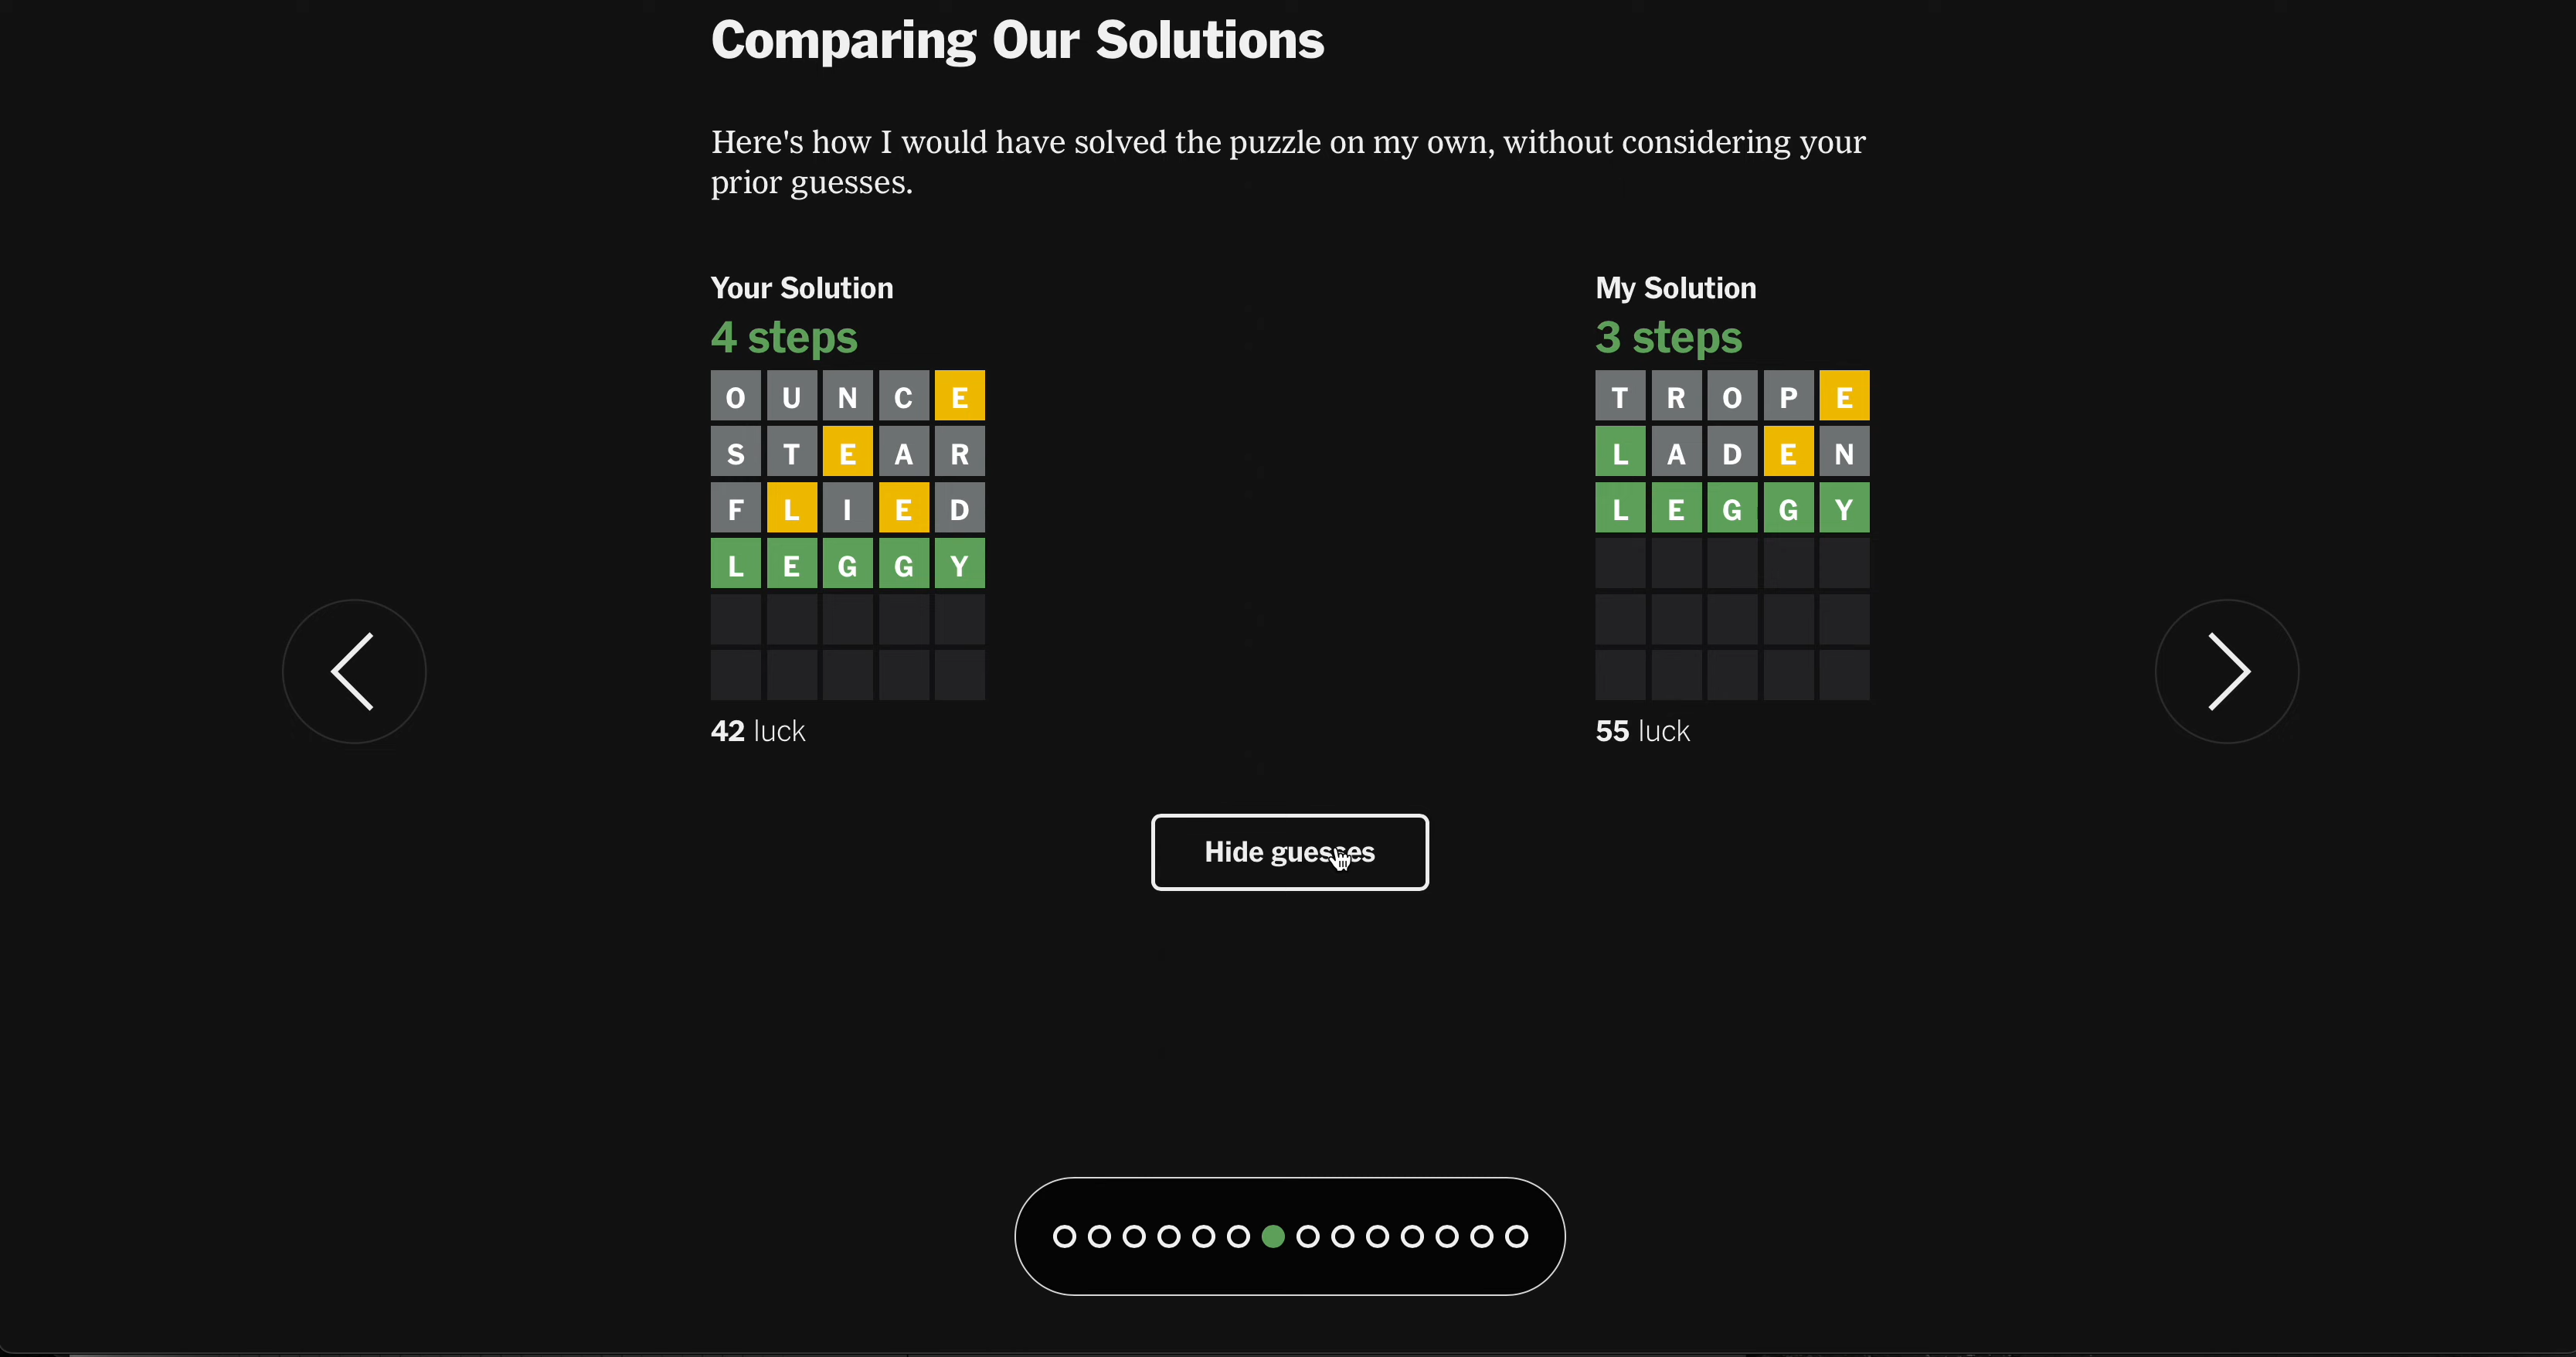 Comparing Our Solutions
Here's how I would have solved the puzzle on my own, without considering your
prior guesses.
Your Solution
4 steps
OUNCE
STEAR
FLIED
LEGGY
42 luck
My Solution
3 steps
TROPE
LADEN
LEGGY
55 luck
Hide guesses